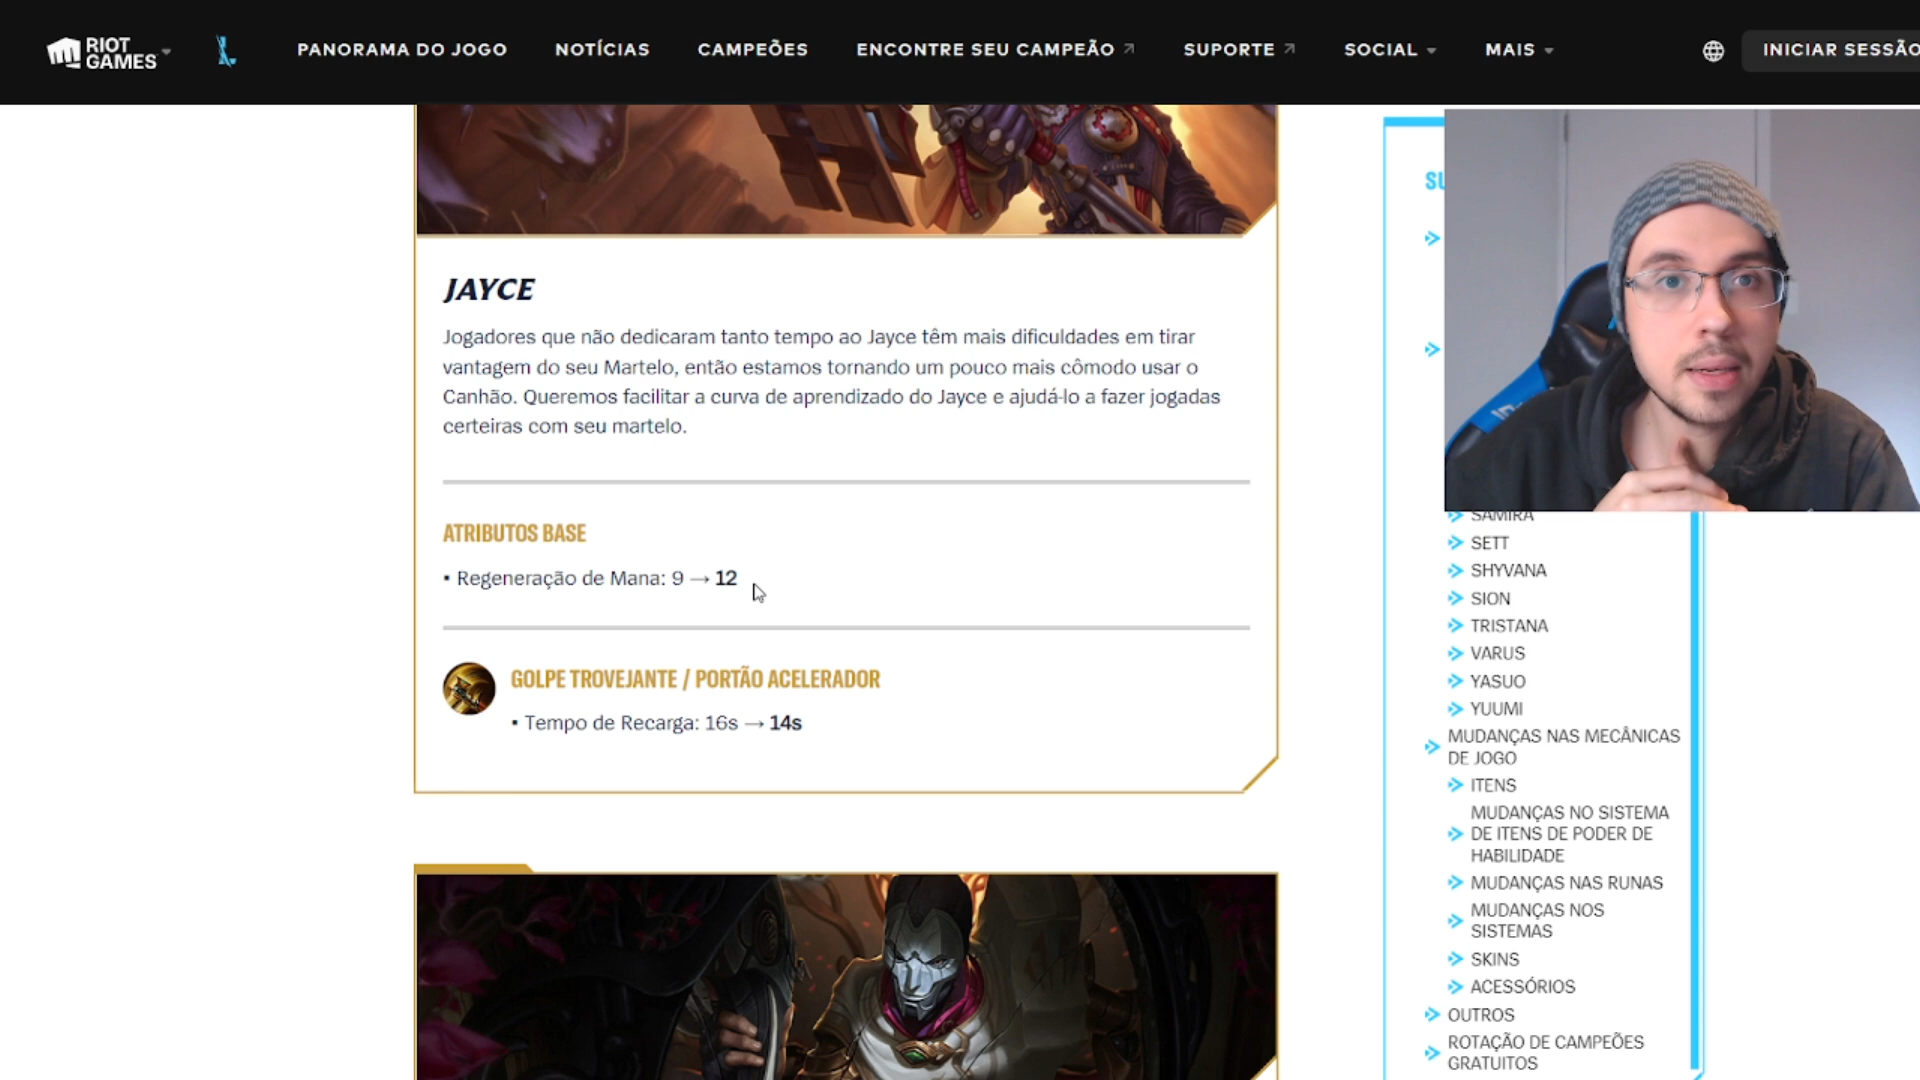 RIOT GAMES
PANORAMA DO JOGO
NOTÍCIAS
CAMPEÕES
ENCONTRE SEU CAMPEÃO
SUPORTE
SOCIAL
MAIS
INICIAR SESSÃO
JAYCE
Jogadores que não dedicaram tanto tempo ao Jayce têm mais dificuldades em tirar
vantagem do seu Martelo, então estamos tornando um pouco mais cômodo usar o
Canhão. Queremos facilitar a curva de aprendizado do Jayce e ajudá-lo a fazer jogadas
certeiras com seu martelo.
ATRIBUTOS BASE
▪ Regeneração de Mana: 9 → 12
GOLPE TROVEJANTE / PORTÃO ACELERADOR
▪ Tempo de Recarga: 16s → 14s
SAMIRA
SETT
SHYVANA
SION
TRISTANA
VARUS
YASUO
YUUMI
MUDANÇAS NAS MECÂNICAS
DE JOGO
ITENS
MUDANÇAS NO SISTEMA
DE ITENS DE PODER DE
HABILIDADE
MUDANÇAS NAS RUNAS
MUDANÇAS NOS
SISTEMAS
SKINS
ACESSÓRIOS
OUTROS
ROTAÇÃO DE CAMPEÕES
GRATUITOS